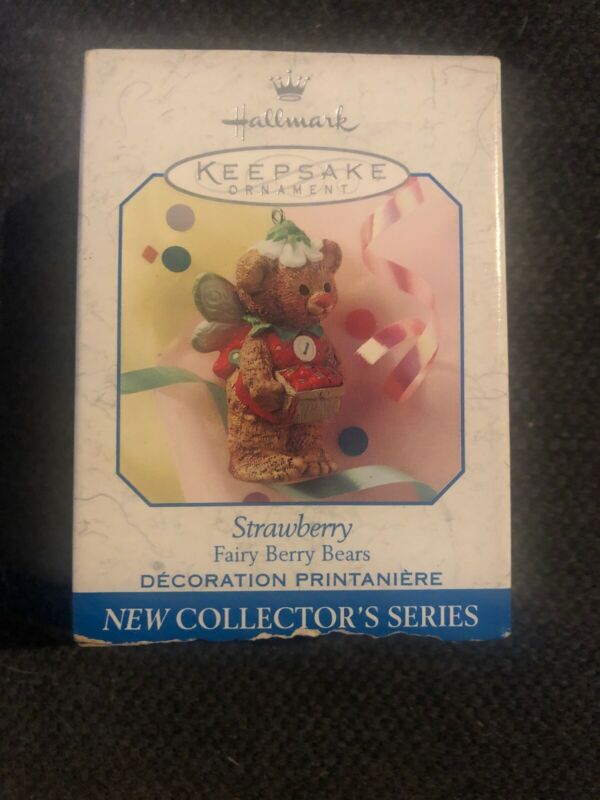 Hallmark
KEEPSAKE
ORNAMENT
Strawberry
Fairy Berry Bears
DÉCORATION PRINTANIÈRE
NEW COLLECTOR'S SERIES